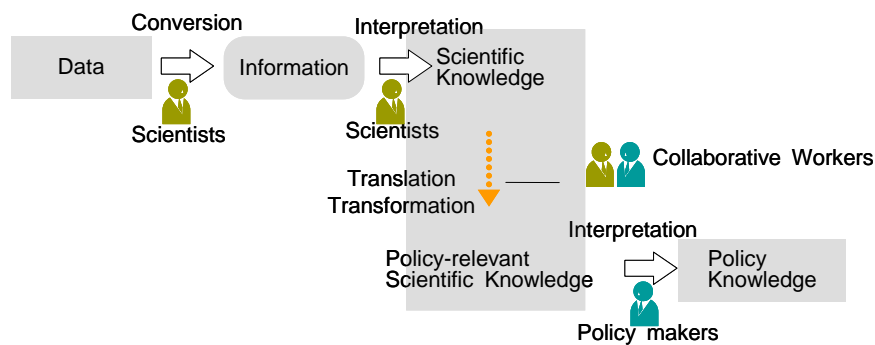 Conversion
Interpretation
Data
Information
Scientific
Knowledge
Scientists
Scientists
Collaborative Workers
Translation
Transformation
Interpretation
Policy-relevant
Scientific Knowledge
Policy
Knowledge
Policy makers